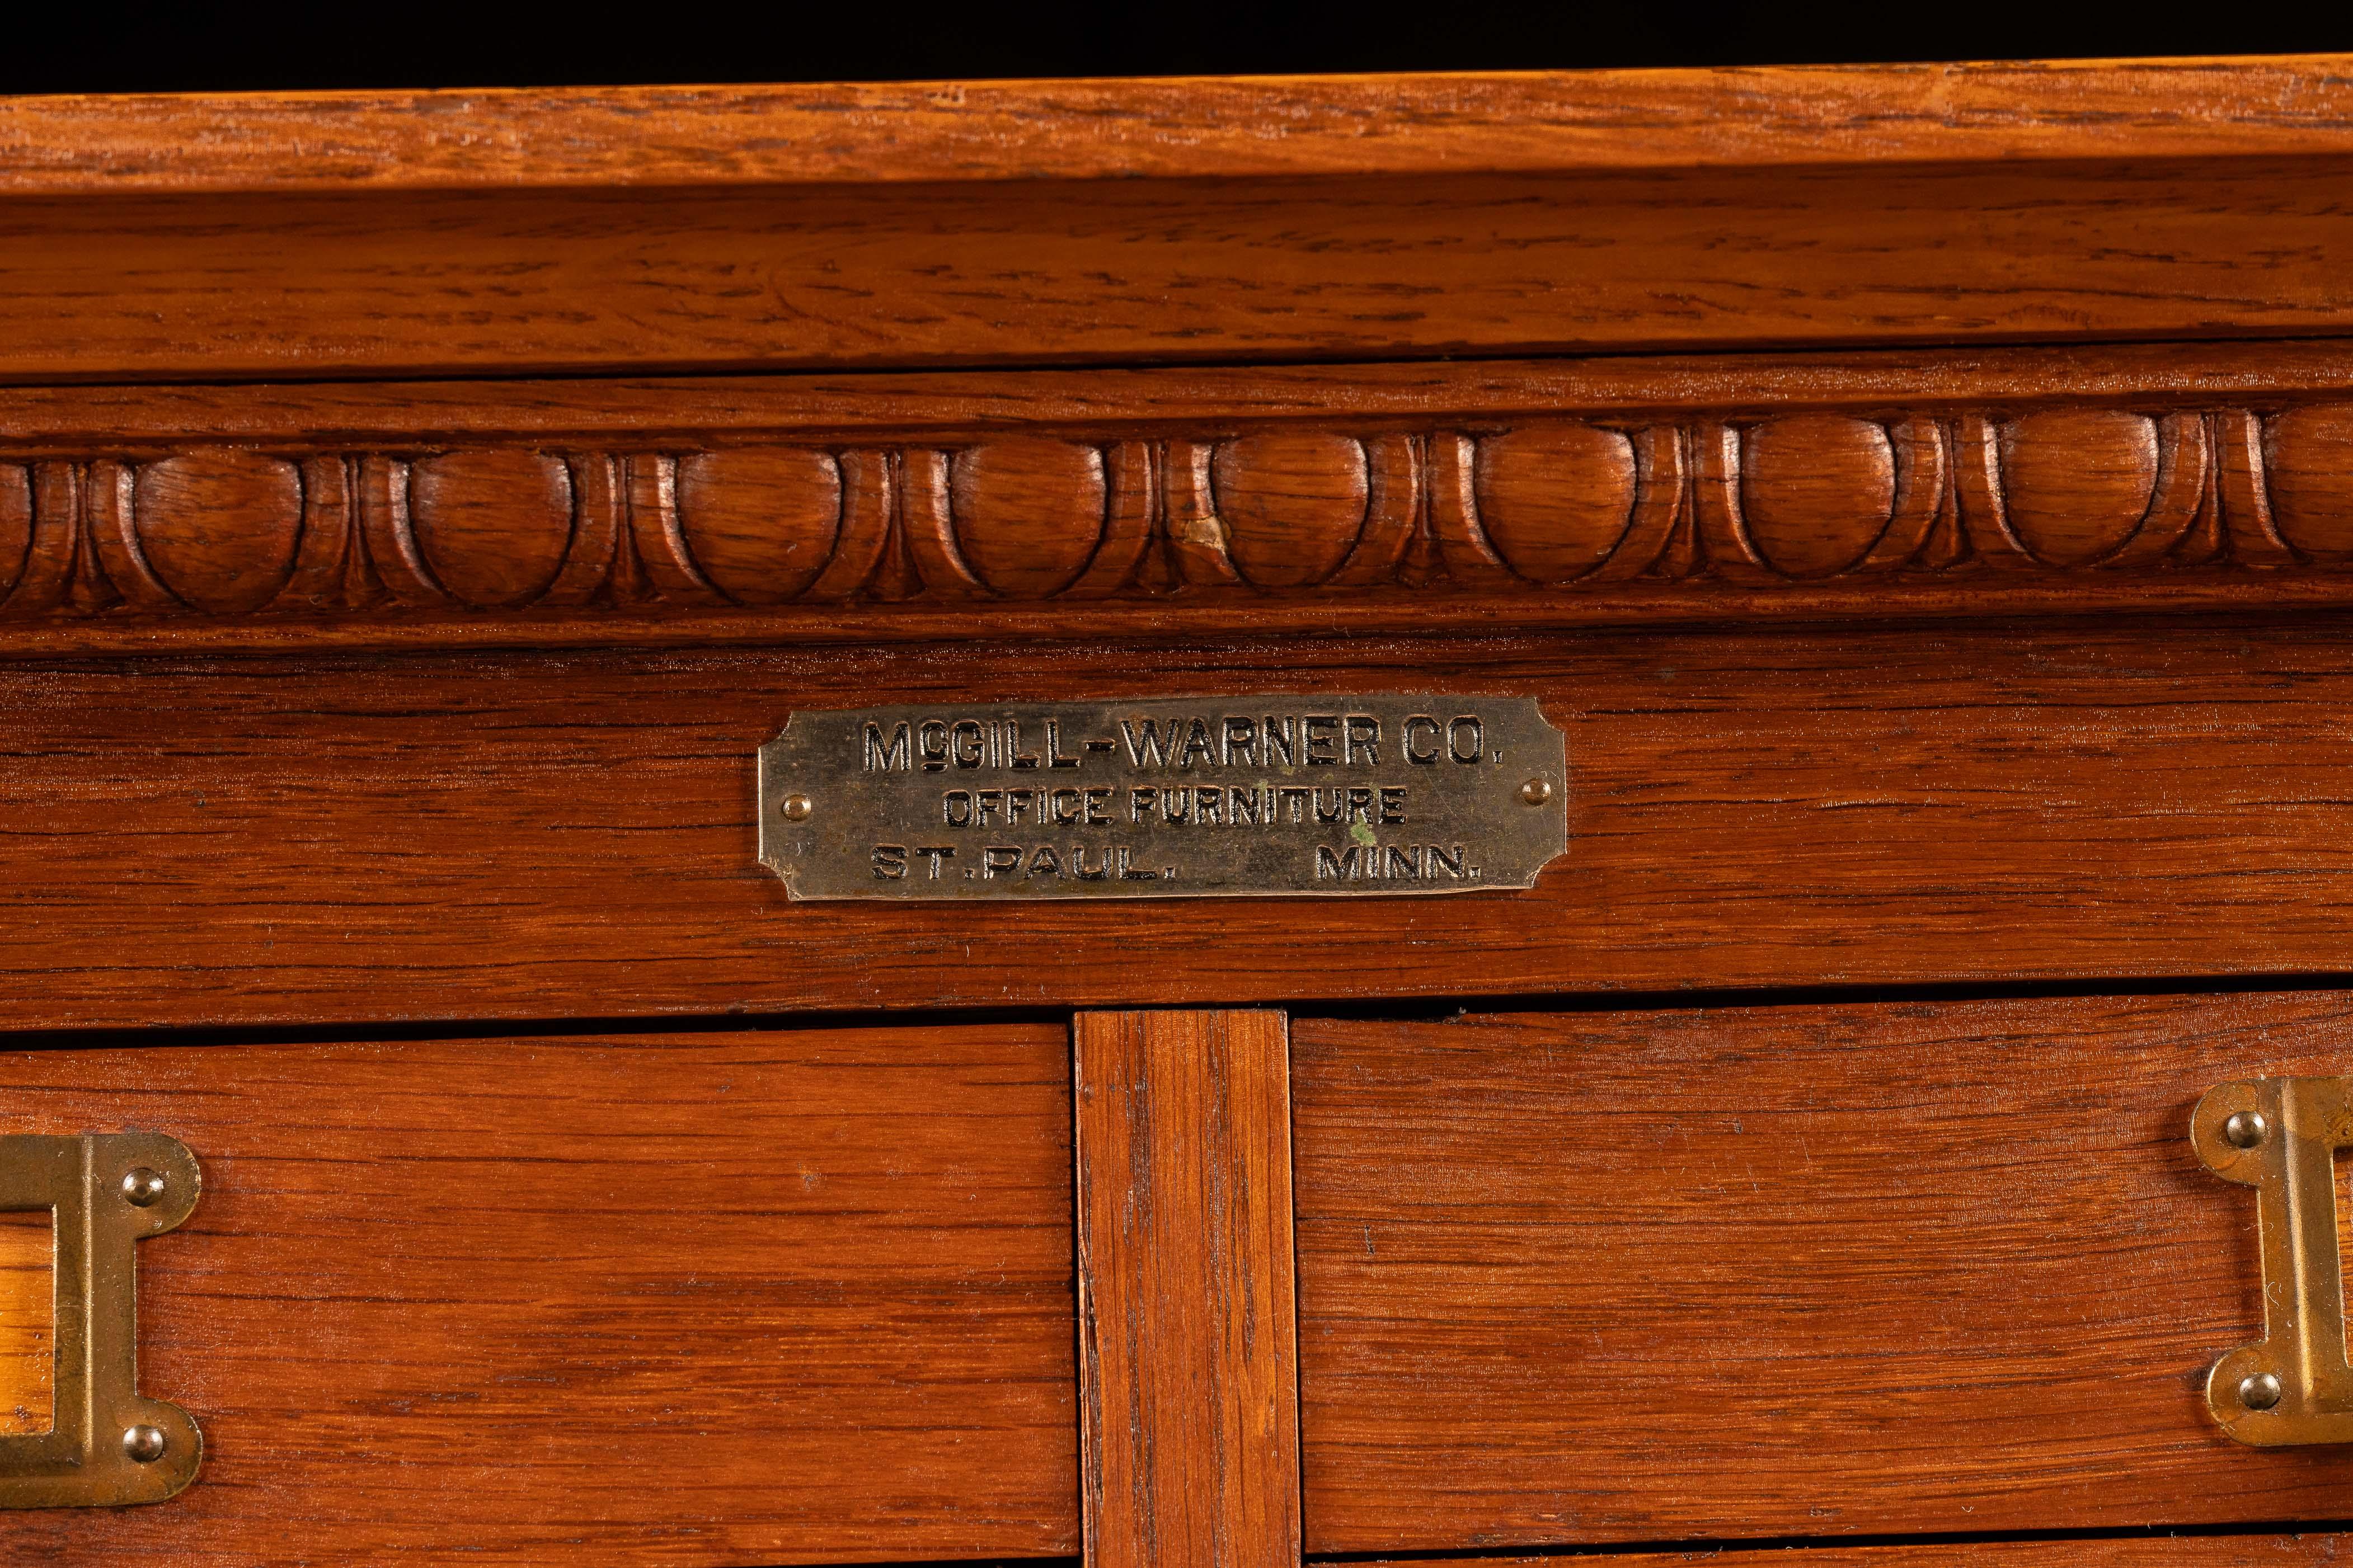 McGILL-WARNER CO.
OFFICE FURNITURE
ST. PAUL. MINN.